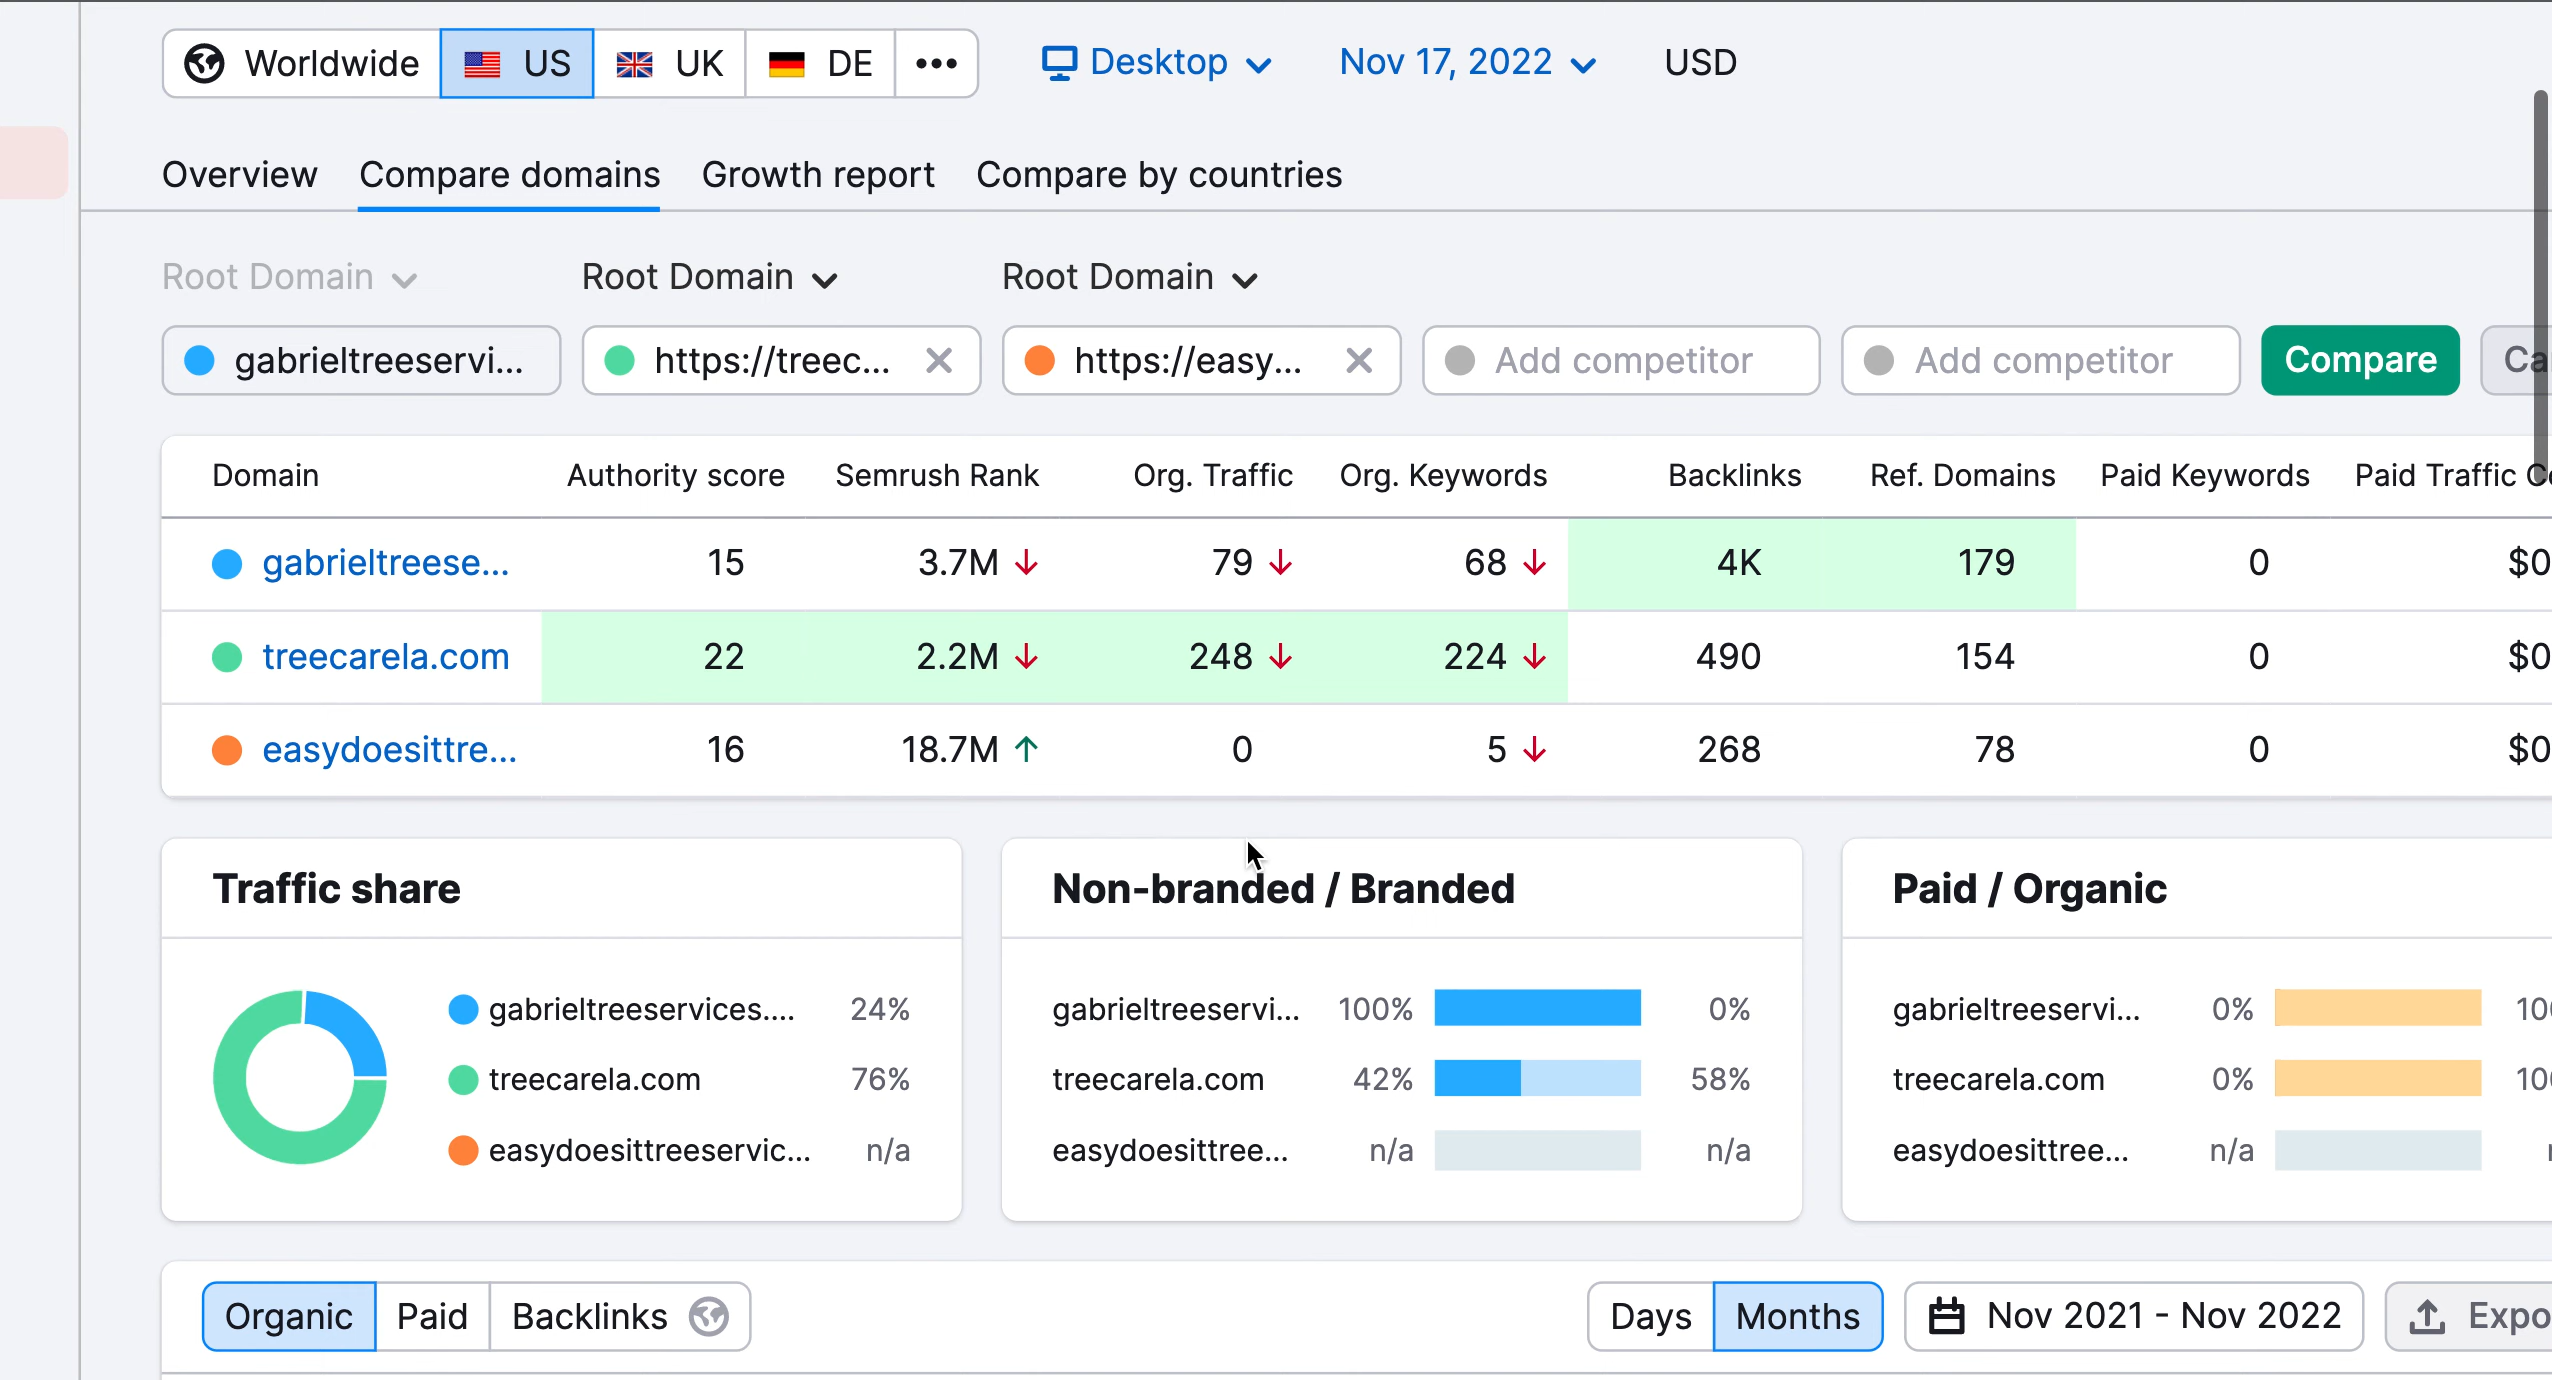 Worldwide US UK DE ••• Desktop Nov 17, 2022 USD
Overview Compare domains Growth report Compare by countries
Root Domain Root Domain Root Domain
gabrieltreeservi... https://treec... https://easy... Add competitor Add competitor Compare
Domain Authority score Semrush Rank Org. Traffic Org. Keywords Backlinks Ref. Domains Paid Keywords Paid Traffic
gabrieltreese... 15 3.7M ↓ 79 ↓ 68 ↓ 4K 179 0 $0
treecarela.com 22 2.2M ↓ 248 ↓ 224 ↓ 490 154 0 $0
easydoesittre... 16 18.7M ↑ 0 5 ↓ 268 78 0 $0
Traffic share
gabrieltreeservices.... 24%
treecarela.com 76%
easydoesittreeservic... n/a
Non-branded / Branded
gabrieltreeservi... 100% 0%
treecarela.com 42% 58%
easydoesittree... n/a n/a
Paid / Organic
gabrieltreeservi... 0%
treecarela.com 0%
easydoesittree... n/a
Organic Paid Backlinks Days Months Nov 2021 - Nov 2022 Expo